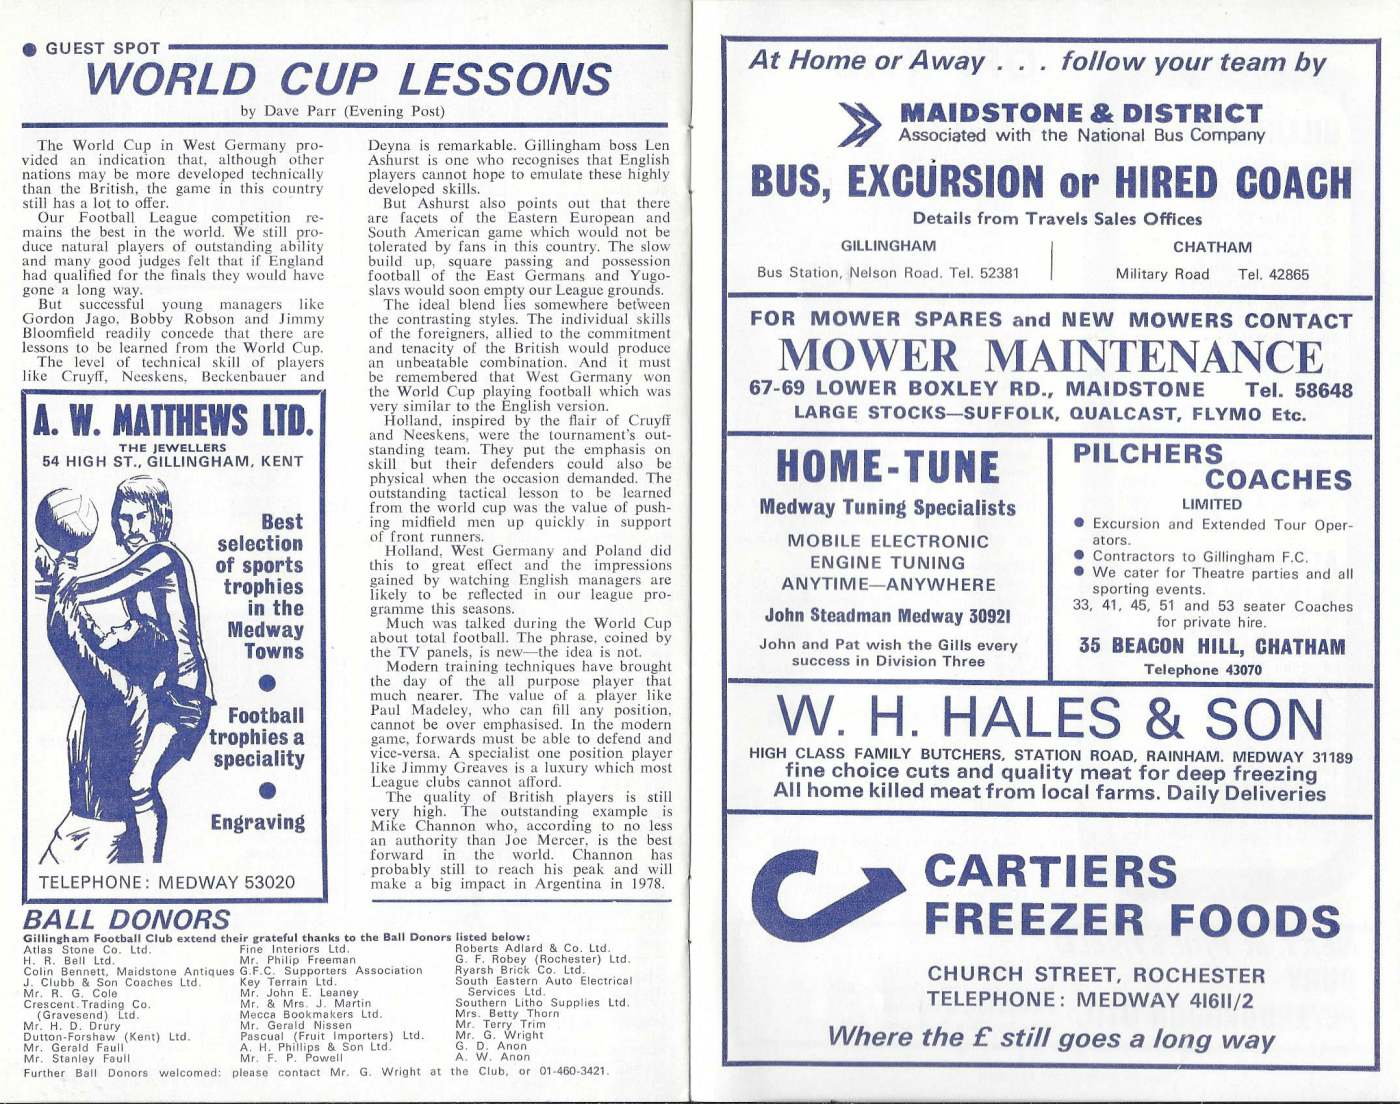 GUEST SPOT
WORLD CUP LESSONS
by Dave Parr (Evening Post)
The World Cup in West Germany pro-
vided an indication that, although other
nations may be more developed technically
than the British, the game in this country
still has a lot to offer.
Our Football League competition re-
mains the best in the world. We still pro-
duce natural players of outstanding ability
and many good judges felt that if England
had qualified for the finals they would have
gone a long way.
But successful young managers like
Gordon Jago, Bobby Robson and Jimmy
Bloomfield readily concede that there are
lessons to be learned from the World Cup.
The level of technical skill of players
like Cruyff, Neeskens, Beckenbauer and
Deyna is remarkable. Gillingham boss Len
Ashurst is one who recognises that English
players cannot hope to emulate these highly
developed skills.
But Ashurst also points out that there
are facets of the Eastern European and
South American game which would not be
tolerated by fans in this country. The slow
build up, square passing and possession
football of the East Germans and Yugo-
slavs would soon empty our League grounds.
The ideal blend lies somewhere between
the contrasting styles. The individual skills
of the foreigners, allied to the commitment
and tenacity of the British would produce
an unbeatable combination. And it must
be remembered that West Germany won
the World Cup playing football which was
very similar to the English version.
Holland, inspired by the flair of Cruyff
and Neeskens, were the tournament's out-
standing team. They put the emphasis on
skill but their defenders could also be
physical when the occasion demanded. The
outstanding tactical lesson to be learned
from the world cup was the value of push-
ing midfield men up quickly in support
of front runners.
Holland, West Germany and Poland did
this to great effect and the impressions
gained by watching English managers are
likely to be reflected in our league pro-
gramme this seasons.
Much was talked during the World Cup
about total football. The phrase, coined by
the TV panels, is new—the idea is not.
Modern training techniques have brought
the day of the all purpose player that
much nearer. The value of a player like
Paul Madeley, who can fill any position,
cannot be over emphasised. In the modern
game, forwards must be able to defend and
vice-versa. A specialist one position player
like Jimmy Greaves is a luxury which most
League clubs cannot afford.
The quality of British players is still
very high. The outstanding example is
Mike Channon who, according to no less
an authority than Joe Mercer, is the best
forward in the world. Channon has
probably still to reach his peak and will
make a big impact in Argentina in 1978.
A. W. MATTHEWS LTD.
THE JEWELLERS
54 HIGH ST., GILLINGHAM, KENT
Best
selection
of sports
trophies
in the
Medway
Towns
Football
trophies a
speciality
Engraving
TELEPHONE: MEDWAY 53020
BALL DONORS
Gillingham Football Club extend their grateful thanks to the Ball Donors listed below:
Atlas Stone Co. Ltd.
H. R. Bell Ltd.
Colin Bennett, Maidstone Antiques
J. Clubb & Son Coaches Ltd.
Mr. R. G. Cole
Crescent Trading Co.
(Gravesend) Ltd.
Mr. H. D. Drury
Dutton-Forshaw (Kent) Ltd.
Mr. Gerald Faull
Mr. Stanley Faull
Fine Interiors Ltd.
Mr. Philip Freeman
G.F.C. Supporters Association
Key Terrain Ltd.
Mr. John E. Leaney
Mr. & Mrs. J. Martin
Mecca Bookmakers Ltd.
Mr. Gerald Nissen
Pascual (Fruit Importers) Ltd.
A. H. Phillips & Son Ltd.
Mr. F. P. Powell
Roberts Adlard & Co. Ltd.
G. F. Robey (Rochester) Ltd.
Ryarsh Brick Co. Ltd.
South Eastern Auto Electrical
Services Ltd.
Southern Litho Supplies Ltd.
Mrs. Betty Thorn
Mr. Terry Trim
Mr. G. Wright
G. D. Anon
A. W. Anon
Further Ball Donors welcomed: please contact Mr. G. Wright at the Club, or 01-460-3421.
At Home or Away . . . follow your team by
MAIDSTONE & DISTRICT
Associated with the National Bus Company
BUS, EXCURSION or HIRED COACH
Details from Travels Sales Offices
GILLINGHAM
Bus Station, Nelson Road. Tel. 52381
CHATHAM
Military Road Tel. 42865
FOR MOWER SPARES and NEW MOWERS CONTACT
MOWER MAINTENANCE
67-69 LOWER BOXLEY RD., MAIDSTONE Tel. 58648
LARGE STOCKS—SUFFOLK, QUALCAST, FLYMO Etc.
HOME-TUNE
Medway Tuning Specialists
MOBILE ELECTRONIC
ENGINE TUNING
ANYTIME—ANYWHERE
John Steadman Medway 30921
John and Pat wish the Gills every
success in Division Three
PILCHERS
COACHES
LIMITED
Excursion and Extended Tour Oper-
ators.
Contractors to Gillingham F.C.
We cater for Theatre parties and all
sporting events.
33, 41, 45, 51 and 53 seater Coaches
for private hire.
35 BEACON HILL, CHATHAM
Telephone 43070
W. H. HALES & SON
HIGH CLASS FAMILY BUTCHERS, STATION ROAD, RAINHAM. MEDWAY 31189
fine choice cuts and quality meat for deep freezing
All home killed meat from local farms. Daily Deliveries
CARTIERS
FREEZER FOODS
CHURCH STREET, ROCHESTER
TELEPHONE: MEDWAY 41611/2
Where the £ still goes a long way